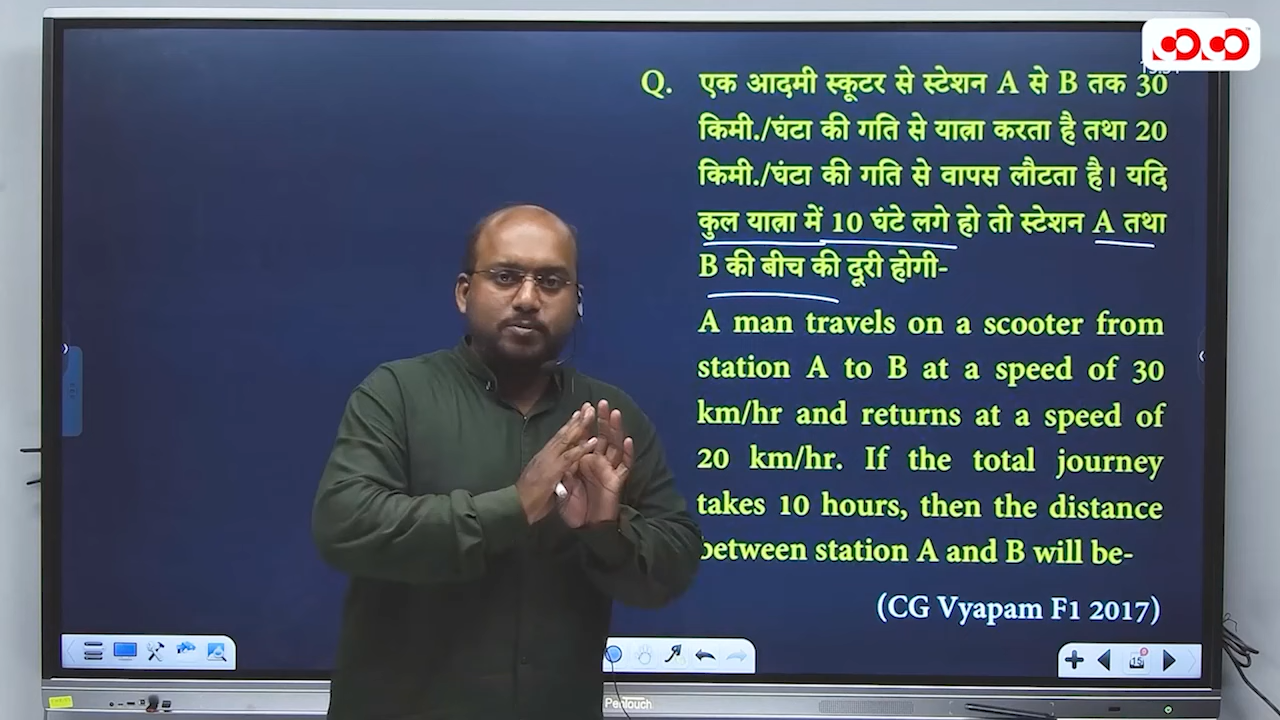 Q. एक आदमी स्कूटर से स्टेशन A से B तक 30
किमी./घंटा की गति से यात्रा करता है तथा 20
किमी./घंटा की गति से वापस लौटता है। यदि
कुल यात्रा में 10 घंटे लगे हो तो स्टेशन A तथा
B की बीच की दूरी होगी-
A man travels on a scooter from
station A to B at a speed of 30
km/hr and returns at a speed of
20 km/hr. If the total journey
takes 10 hours, then the distance
between station A and B will be-
(CG Vyapam F1 2017)
15
Pentouch